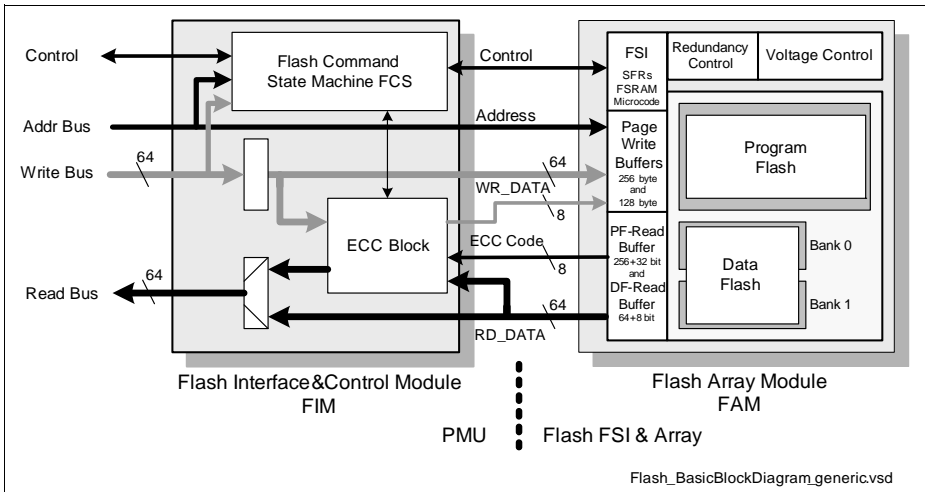 Control
Addr Bus
Write Bus
64
Read Bus
64
Flash Command
State Machine FCS
ECC Block
Control
Address
64
WR_DATA
8
ECC Code
8
64
RD_DATA
FSI
SFRs
FSRAM
Microcode
Redundancy
Control
Voltage Control
Page
Write
Buffers
256 byte
and
128 byte
PF-Read
Buffer
256+32 bit
and
DF-Read
Buffer
64+8 bit
Program
Flash
Data
Flash
Bank 0
Bank 1
Flash Interface&Control Module
FIM
Flash Array Module
FAM
PMU
Flash FSI & Array
Flash_BasicBlockDiagram_generic.vsd